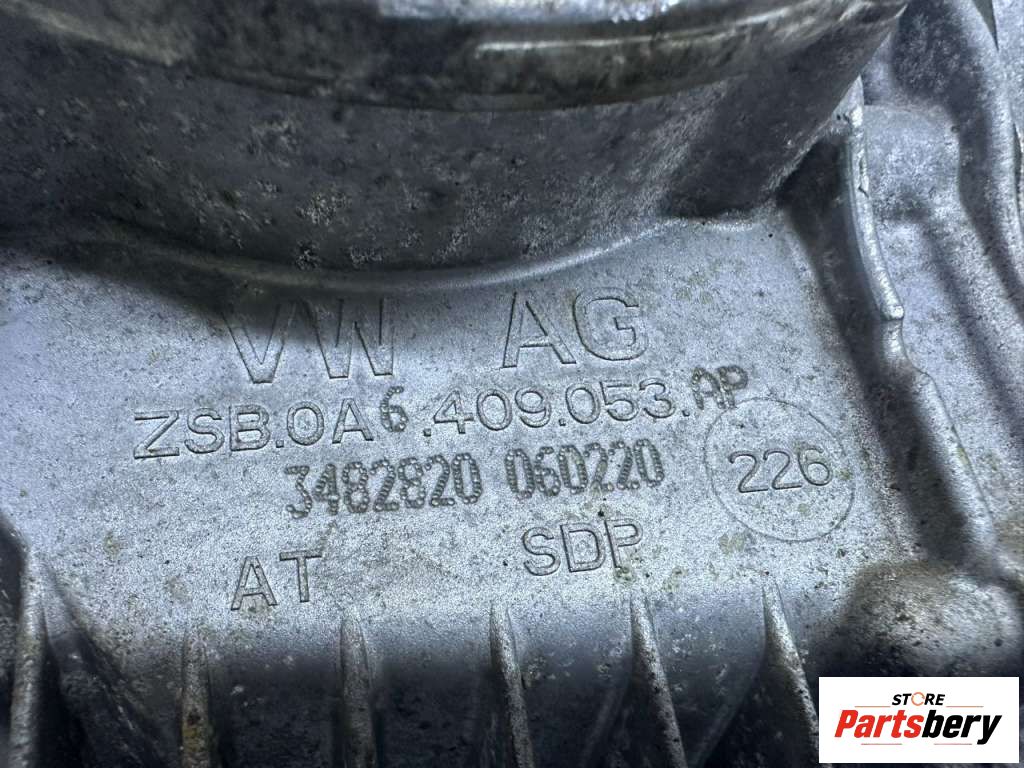 VW AG
ZSB.0A6.409.053.AP
3482820 060220
226
AT SDP
STORE
Partsbery